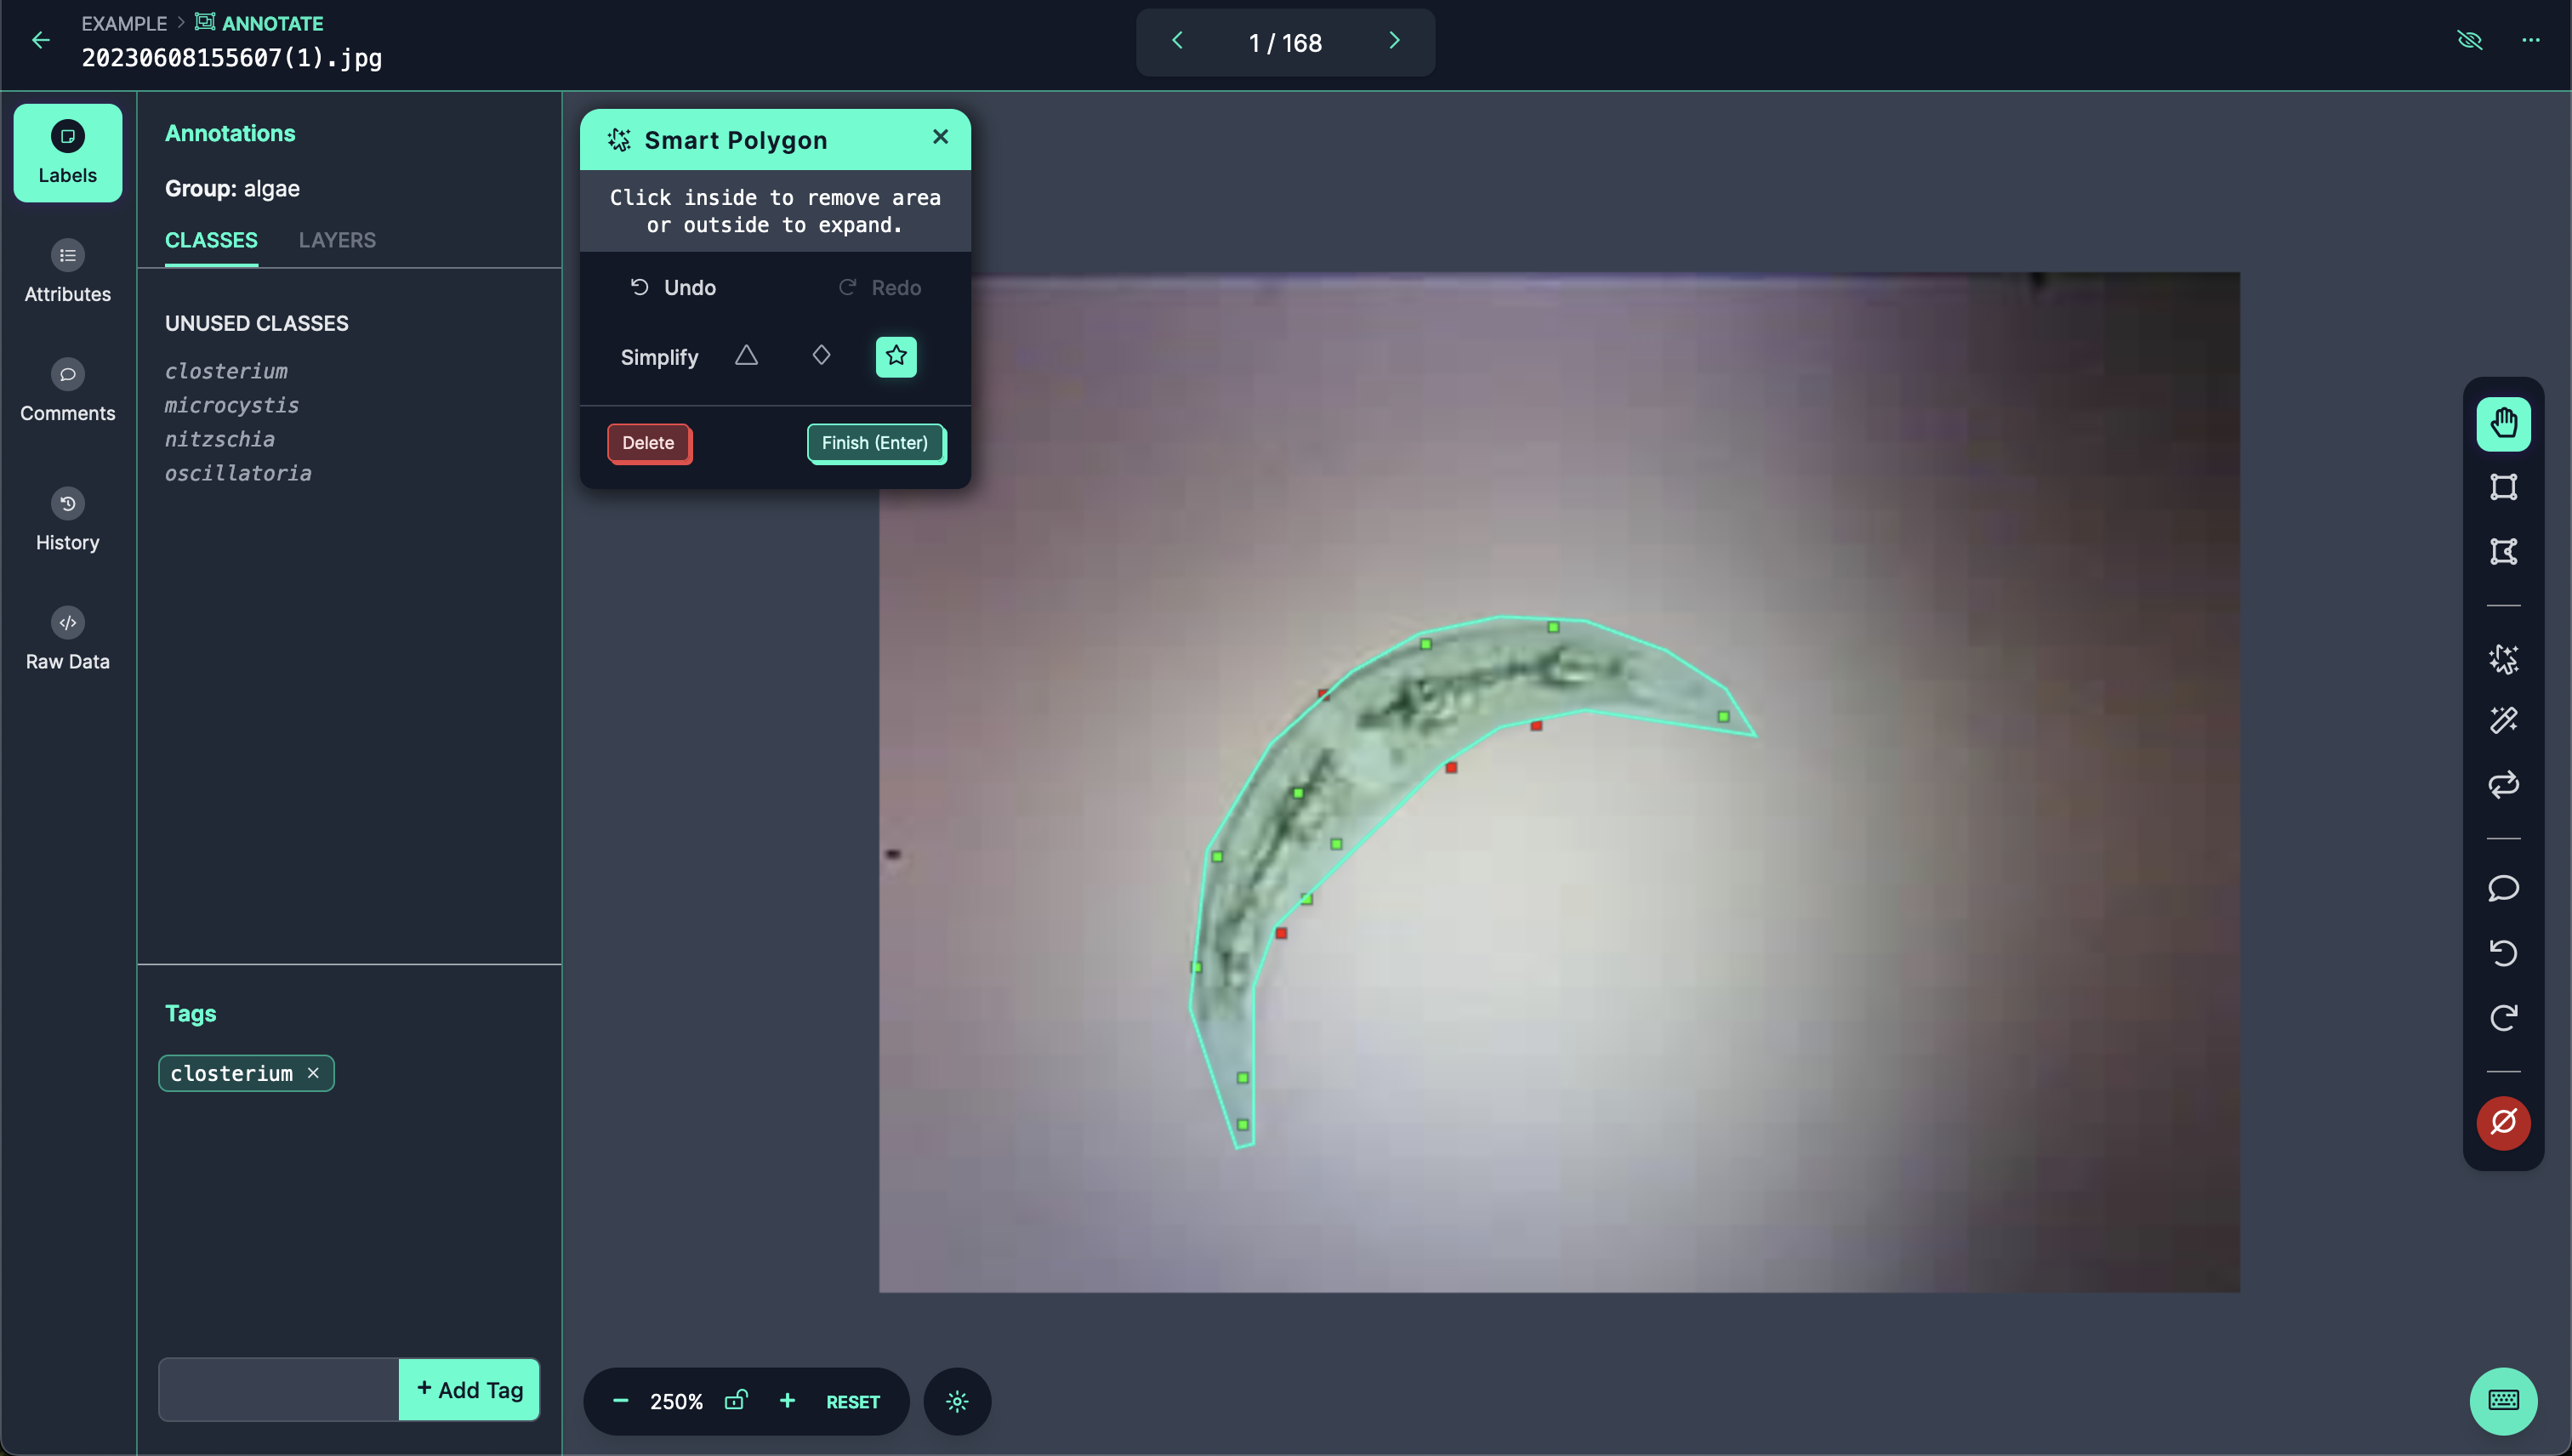 EXAMPLE > ANNOTATE
20230608155607(1).jpg
1 / 168
Labels
Attributes
Comments
History
Raw Data
Annotations
Group: algae
CLASSES LAYERS
UNUSED CLASSES
closterium
microcystis
nitzschia
oscillatoria
Tags
closterium ×
+ Add Tag
Smart Polygon
Click inside to remove area
or outside to expand.
Undo Redo
Simplify
Delete Finish (Enter)
− 250% + RESET